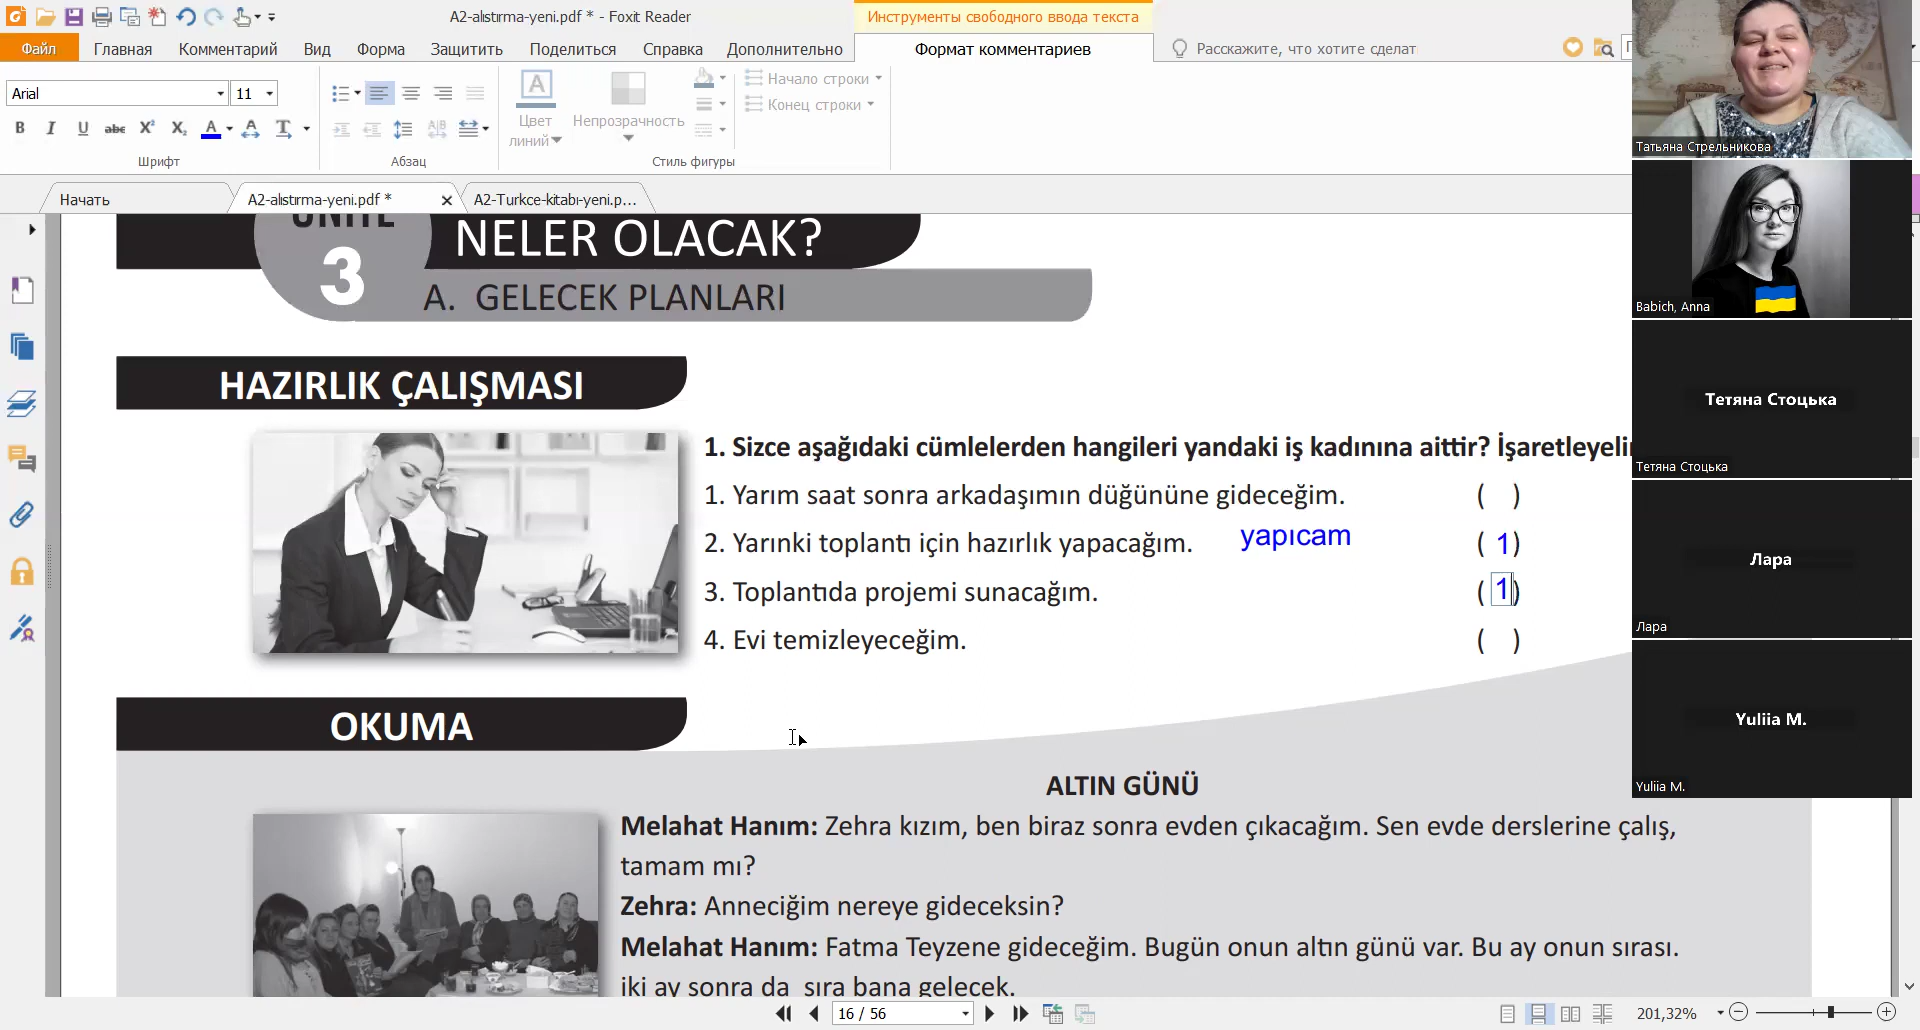 A2-alistirma-yeni.pdf * - Foxit Reader
Инструменты свободного ввода текста
Файл Главная Комментарий Вид Форма Защитить Поделиться Справка Дополнительно Формат комментариев Расскажите, что хотите сделат
Arial 11
Цвет линий
Непрозрачность
Начало строки
Конец строки
Шрифт Абзац Стиль фигуры
Начать A2-alistirma-yeni.pdf * A2-Turkce-kitabı-yeni.p...
ÜNİTE
3
NELER OLACAK?
A. GELECEK PLANLARI
HAZIRLIK ÇALIŞMASI
1. Sizce aşağıdaki cümlelerden hangileri yandaki iş kadınına aittir? İşaretleyeli
1. Yarım saat sonra arkadaşımın düğününe gideceğim. ( )
2. Yarınki toplantı için hazırlık yapacağım. yapıcam ( 1)
3. Toplantıda projemi sunacağım. ( 1)
4. Evi temizleyeceğim. ( )
OKUMA
ALTIN GÜNÜ
Melahat Hanım: Zehra kızım, ben biraz sonra evden çıkacağım. Sen evde derslerine çalış,
tamam mı?
Zehra: Anneciğim nereye gideceksin?
Melahat Hanım: Fatma Teyzene gideceğim. Bugün onun altın günü var. Bu ay onun sırası.
iki ay sonra da sıra bana gelecek.
16 / 56
201,32%
Татьяна Стрельникова
Babich, Anna
Тетяна Стоцька
Тетяна Стоцька
Лара
Лара
Yuliia M.
Yuliia M.